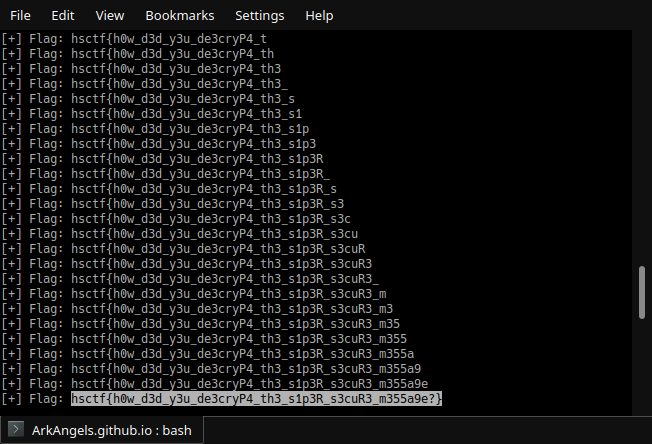 File Edit View Bookmarks Settings Help
[+] Flag: hsctf{h0w_d3d_y3u_de3cryP4_t
[+] Flag: hsctf{h0w_d3d_y3u_de3cryP4_th
[+] Flag: hsctf{h0w_d3d_y3u_de3cryP4_th3
[+] Flag: hsctf{h0w_d3d_y3u_de3cryP4_th3_
[+] Flag: hsctf{h0w_d3d_y3u_de3cryP4_th3_s
[+] Flag: hsctf{h0w_d3d_y3u_de3cryP4_th3_s1
[+] Flag: hsctf{h0w_d3d_y3u_de3cryP4_th3_s1p
[+] Flag: hsctf{h0w_d3d_y3u_de3cryP4_th3_s1p3
[+] Flag: hsctf{h0w_d3d_y3u_de3cryP4_th3_s1p3R
[+] Flag: hsctf{h0w_d3d_y3u_de3cryP4_th3_s1p3R_
[+] Flag: hsctf{h0w_d3d_y3u_de3cryP4_th3_s1p3R_s
[+] Flag: hsctf{h0w_d3d_y3u_de3cryP4_th3_s1p3R_s3
[+] Flag: hsctf{h0w_d3d_y3u_de3cryP4_th3_s1p3R_s3c
[+] Flag: hsctf{h0w_d3d_y3u_de3cryP4_th3_s1p3R_s3cu
[+] Flag: hsctf{h0w_d3d_y3u_de3cryP4_th3_s1p3R_s3cuR
[+] Flag: hsctf{h0w_d3d_y3u_de3cryP4_th3_s1p3R_s3cuR3
[+] Flag: hsctf{h0w_d3d_y3u_de3cryP4_th3_s1p3R_s3cuR3_
[+] Flag: hsctf{h0w_d3d_y3u_de3cryP4_th3_s1p3R_s3cuR3_m
[+] Flag: hsctf{h0w_d3d_y3u_de3cryP4_th3_s1p3R_s3cuR3_m3
[+] Flag: hsctf{h0w_d3d_y3u_de3cryP4_th3_s1p3R_s3cuR3_m35
[+] Flag: hsctf{h0w_d3d_y3u_de3cryP4_th3_s1p3R_s3cuR3_m355
[+] Flag: hsctf{h0w_d3d_y3u_de3cryP4_th3_s1p3R_s3cuR3_m355a
[+] Flag: hsctf{h0w_d3d_y3u_de3cryP4_th3_s1p3R_s3cuR3_m355a9
[+] Flag: hsctf{h0w_d3d_y3u_de3cryP4_th3_s1p3R_s3cuR3_m355a9e
[+] Flag: hsctf{h0w_d3d_y3u_de3cryP4_th3_s1p3R_s3cuR3_m355a9e?}
ArkAngels.github.io : bash